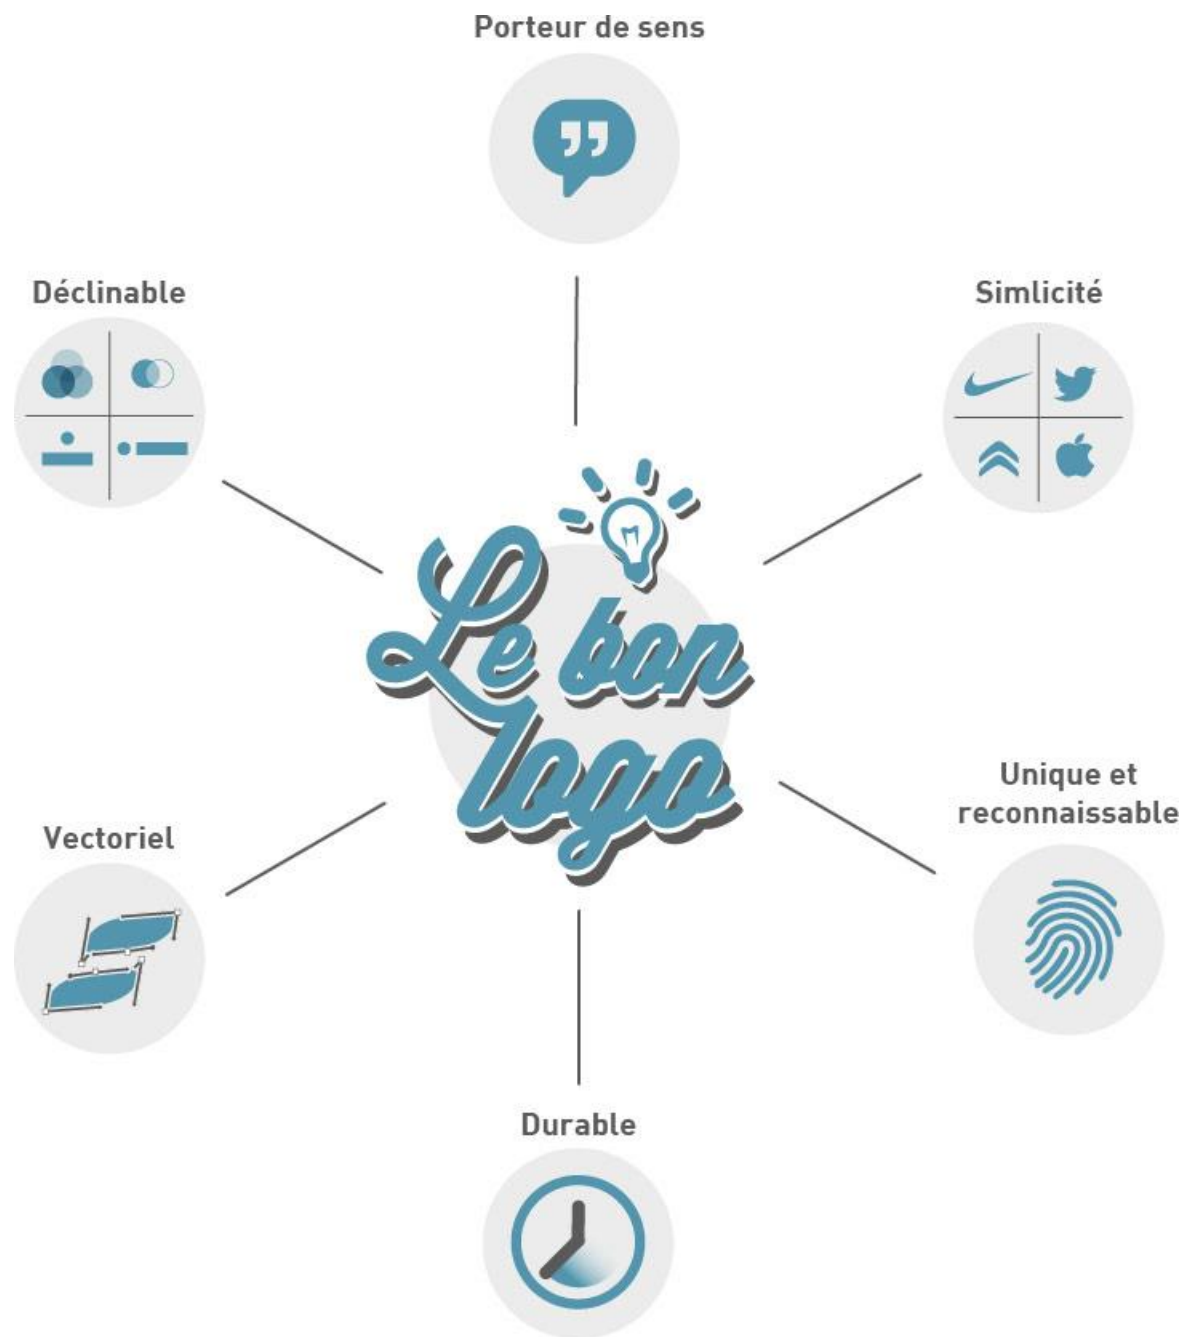 Porteur de sens
Déclinable
Simlicité
Le bon
logo
Unique et
reconnaissable
Vectoriel
Durable